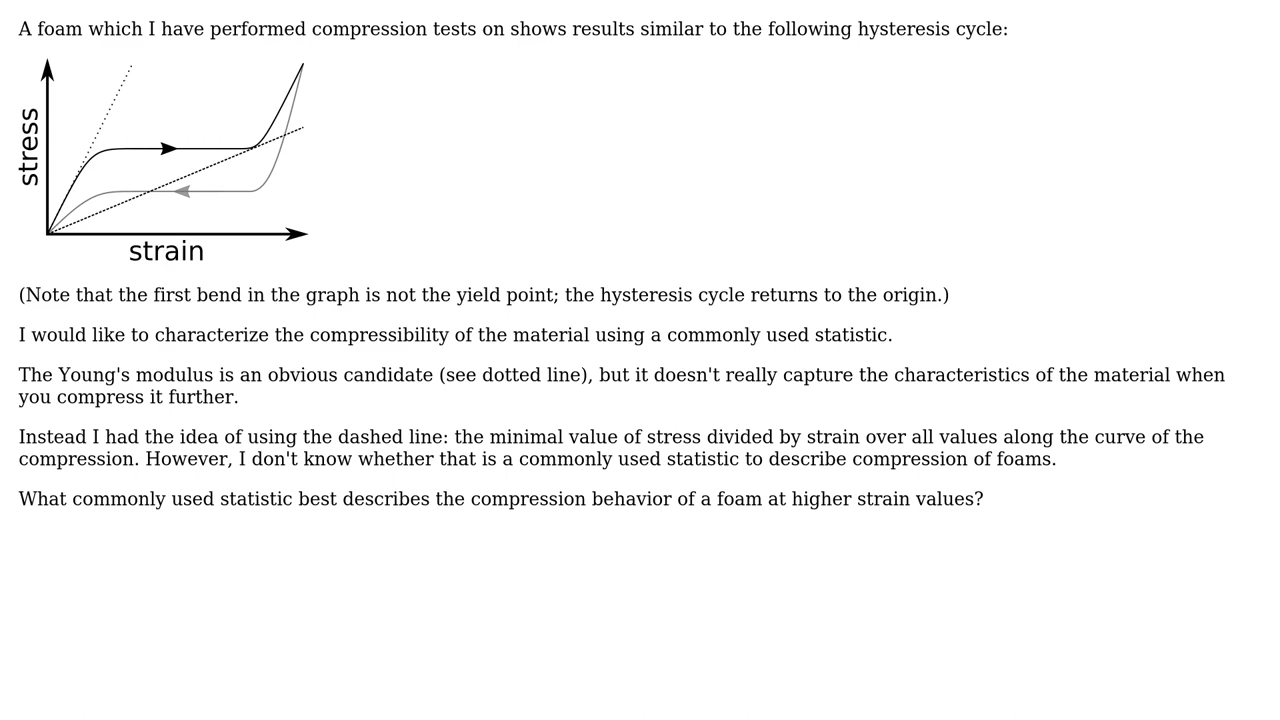 A foam which I have performed compression tests on shows results similar to the following hysteresis cycle:
stress
strain
(Note that the first bend in the graph is not the yield point; the hysteresis cycle returns to the origin.)
I would like to characterize the compressibility of the material using a commonly used statistic.
The Young's modulus is an obvious candidate (see dotted line), but it doesn't really capture the characteristics of the material when
you compress it further.
Instead I had the idea of using the dashed line: the minimal value of stress divided by strain over all values along the curve of the
compression. However, I don't know whether that is a commonly used statistic to describe compression of foams.
What commonly used statistic best describes the compression behavior of a foam at higher strain values?